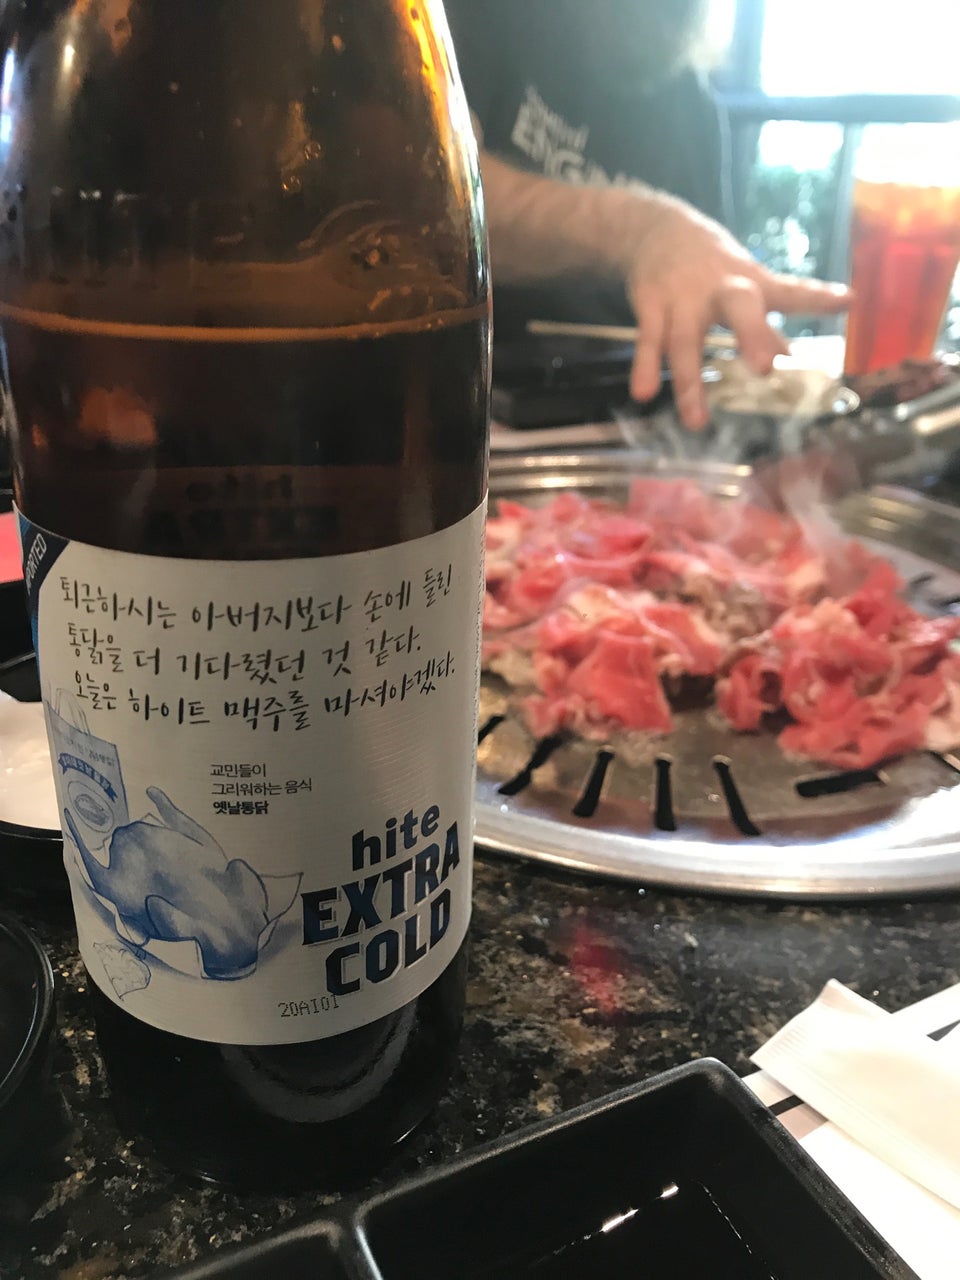 퇴근하시는 아버지보다 손에 들린
통닭을 더 기다렸던 것 같다.
오늘은 하이트 맥주를 마셔야겠다.
교민들이
그리워하는 음식
옛날통닭
hite
EXTRA
COLD
20AI01